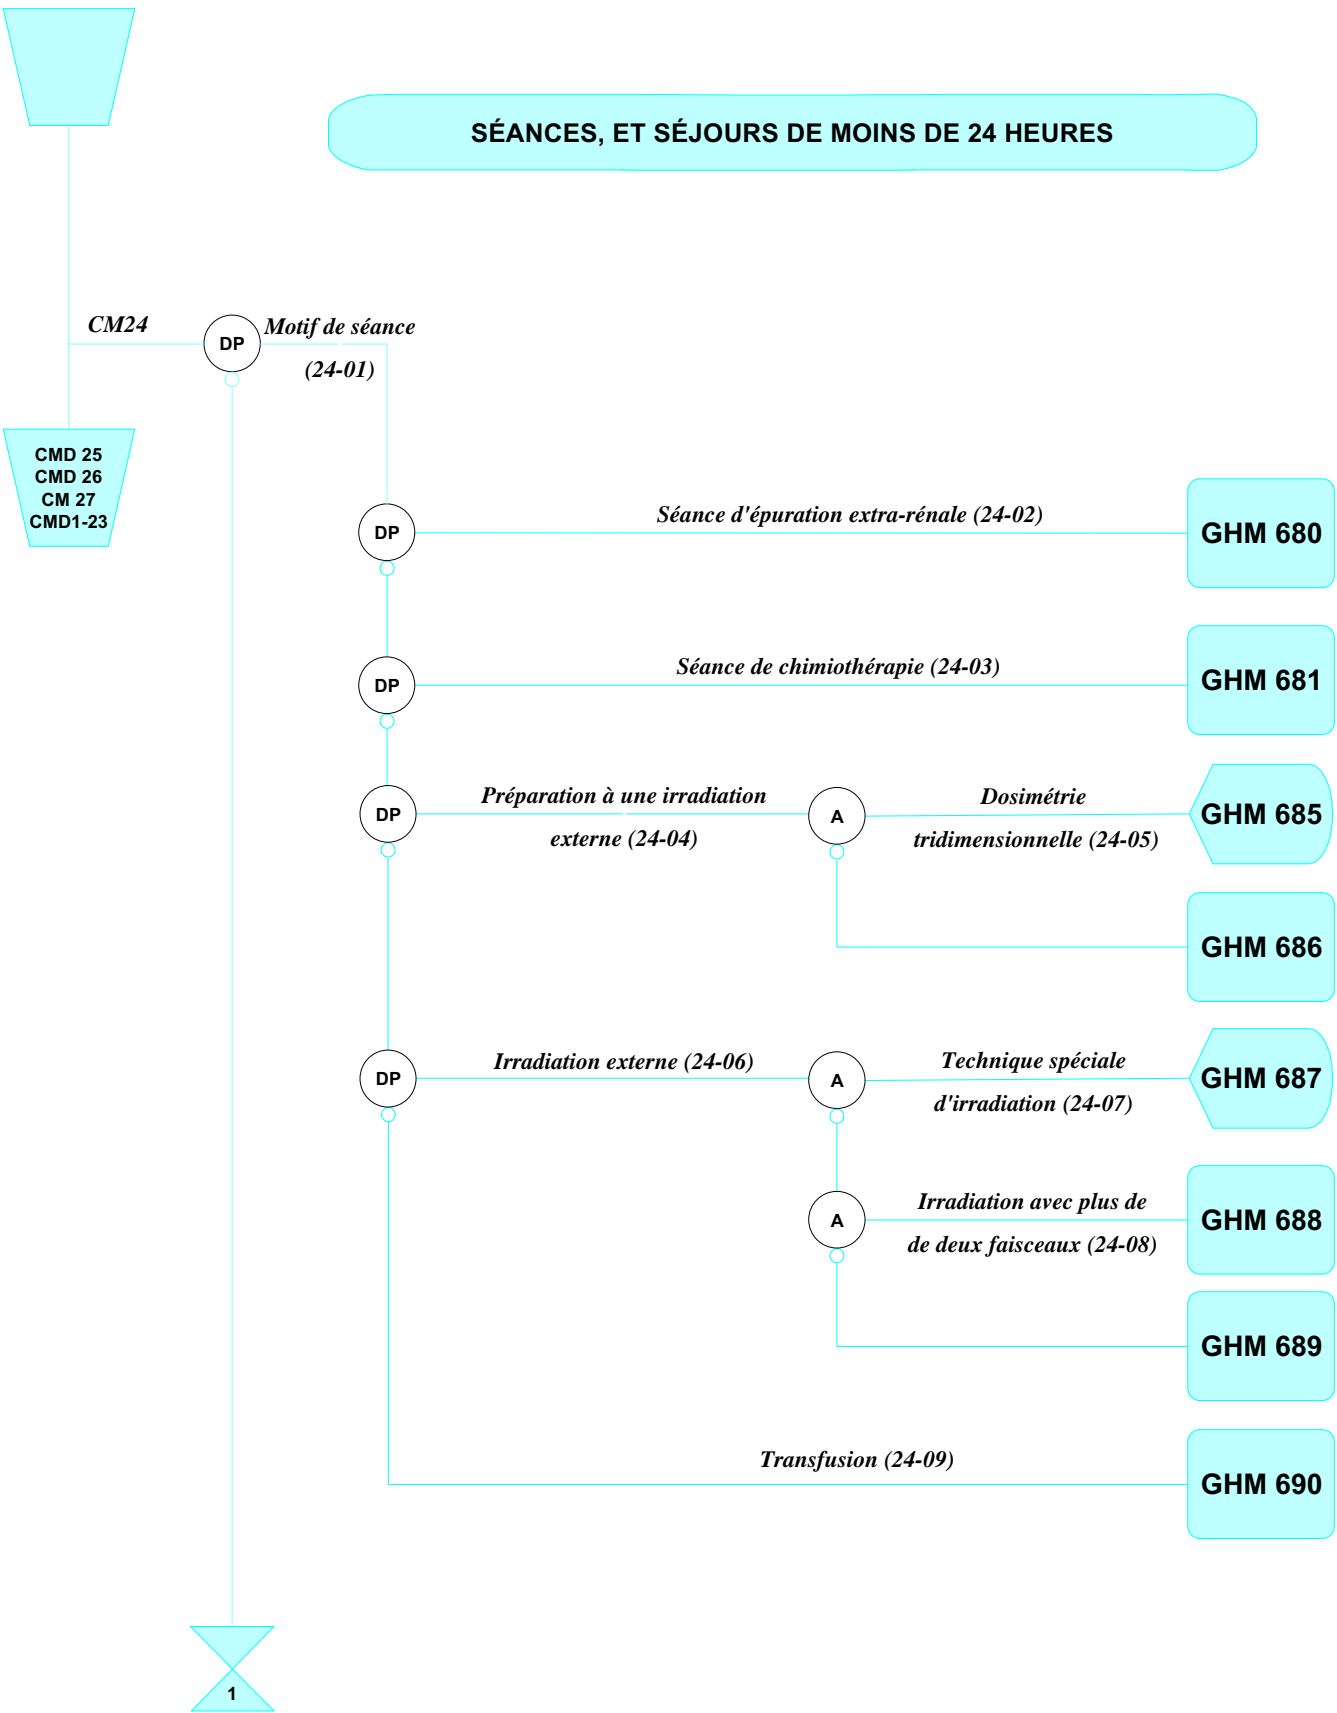 SÉANCES, ET SÉJOURS DE MOINS DE 24 HEURES
CM24
DP
Motif de séance
(24-01)
CMD 25
CMD 26
CM 27
CMD1-23
DP
Séance d'épuration extra-rénale (24-02)
GHM 680
DP
Séance de chimiothérapie (24-03)
GHM 681
DP
Préparation à une irradiation
externe (24-04)
A
Dosimétrie
tridimensionnelle (24-05)
GHM 685
GHM 686
DP
Irradiation externe (24-06)
A
Technique spéciale
d'irradiation (24-07)
GHM 687
A
Irradiation avec plus de
de deux faisceaux (24-08)
GHM 688
GHM 689
Transfusion (24-09)
GHM 690
1